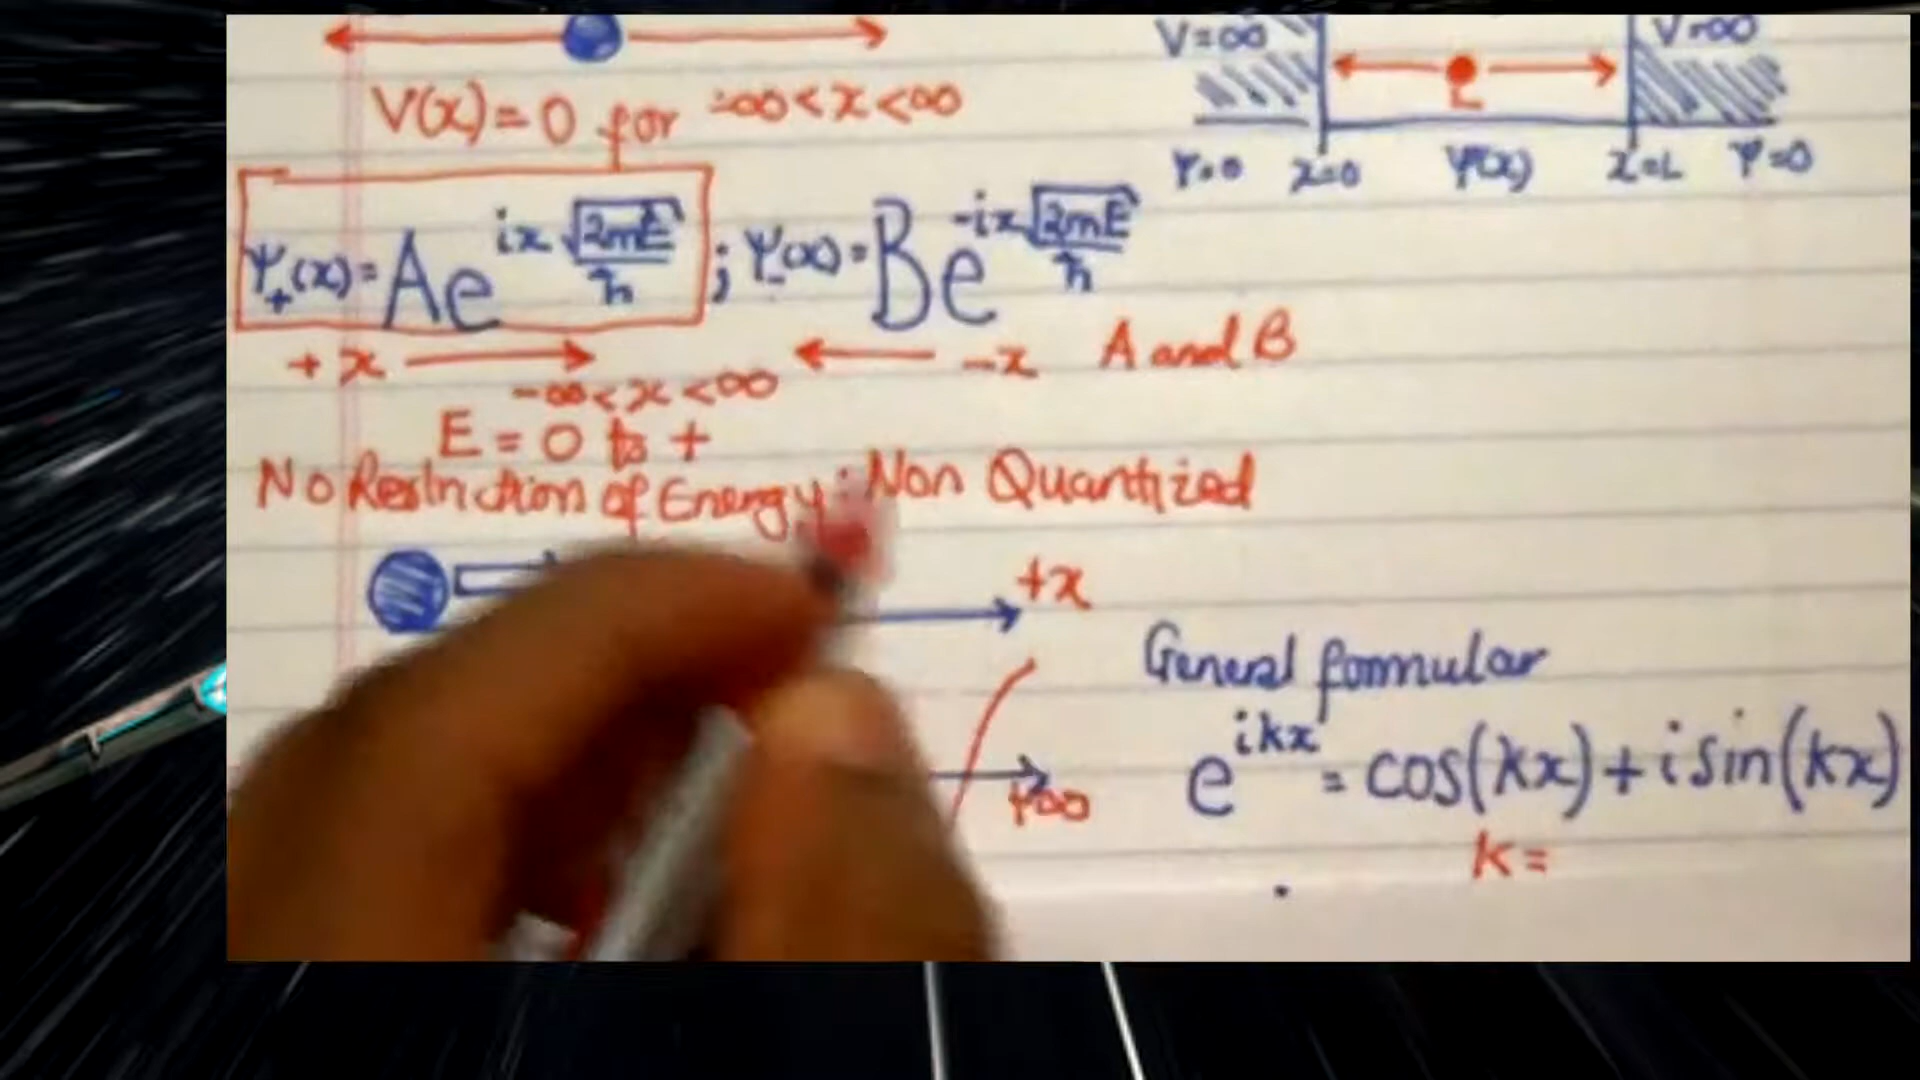 V(x) = 0 for -∞ < x < ∞
V=∞ V=∞
L
Ψ=0 x=0 Ψ(x) x=L Ψ=0
Ψ₊(x) = Ae^{ix √2mE/ħ} ; Ψ₋(x) = Be^{-ix √2mE/ħ}
+x -x A and B
-∞ < x < ∞
E = 0 to +
No Restriction of Energy : Non Quantized
+x
General formular
e^{ikx} = cos(kx) + i sin(kx)
+∞
k =